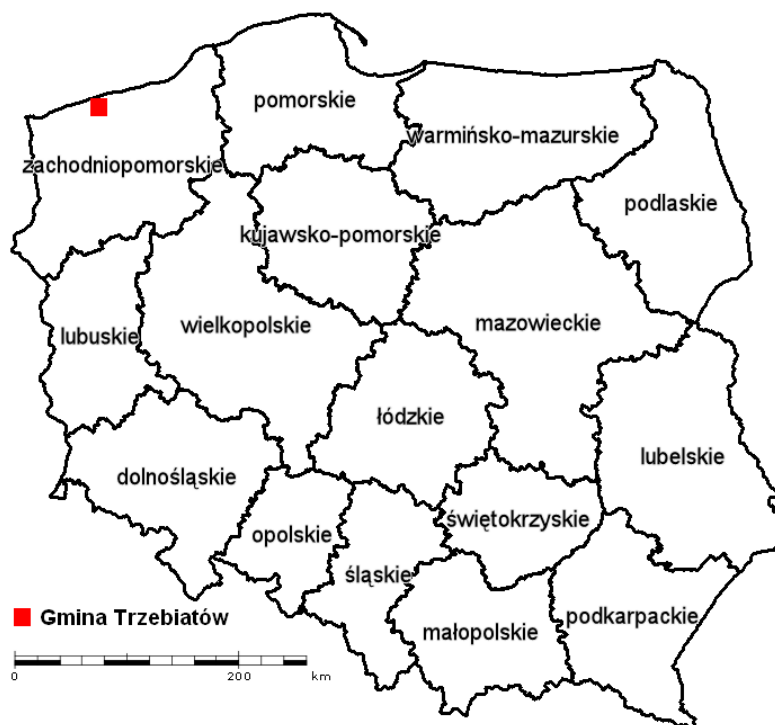 pomorskie
warmińsko-mazurskie
zachodniopomorskie
podlaskie
kujawsko-pomorskie
lubuskie
wielkopolskie
mazowieckie
łódzkie
lubelskie
dolnośląskie
opolskie
świętokrzyskie
śląskie
Gmina Trzebiatów
małopolskie
podkarpackie
0 200 km